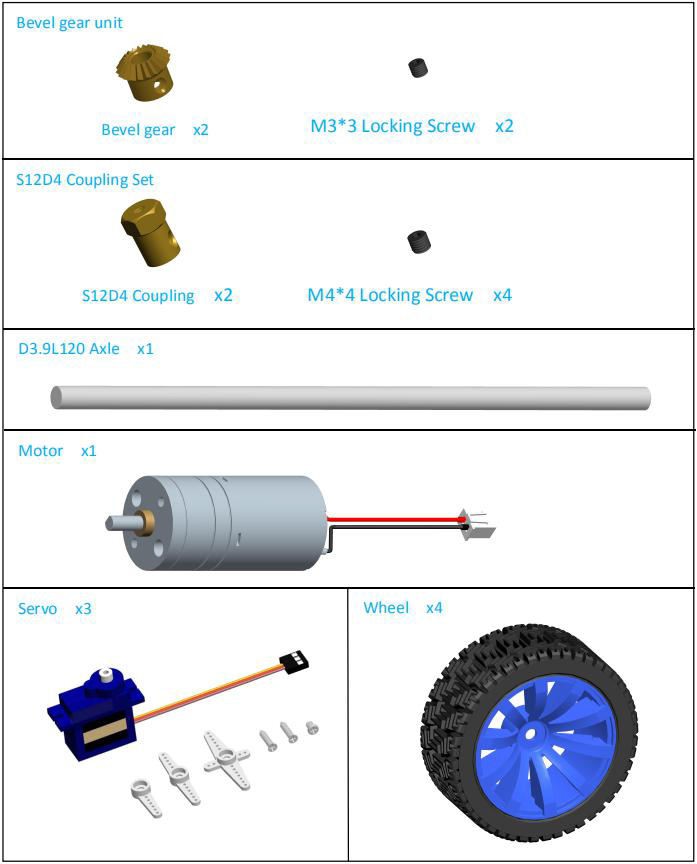 Bevel gear unit
Bevel gear x2
M3*3 Locking Screw x2
S12D4 Coupling Set
S12D4 Coupling x2
M4*4 Locking Screw x4
D3.9L120 Axle x1
Motor x1
Servo x3
Wheel x4